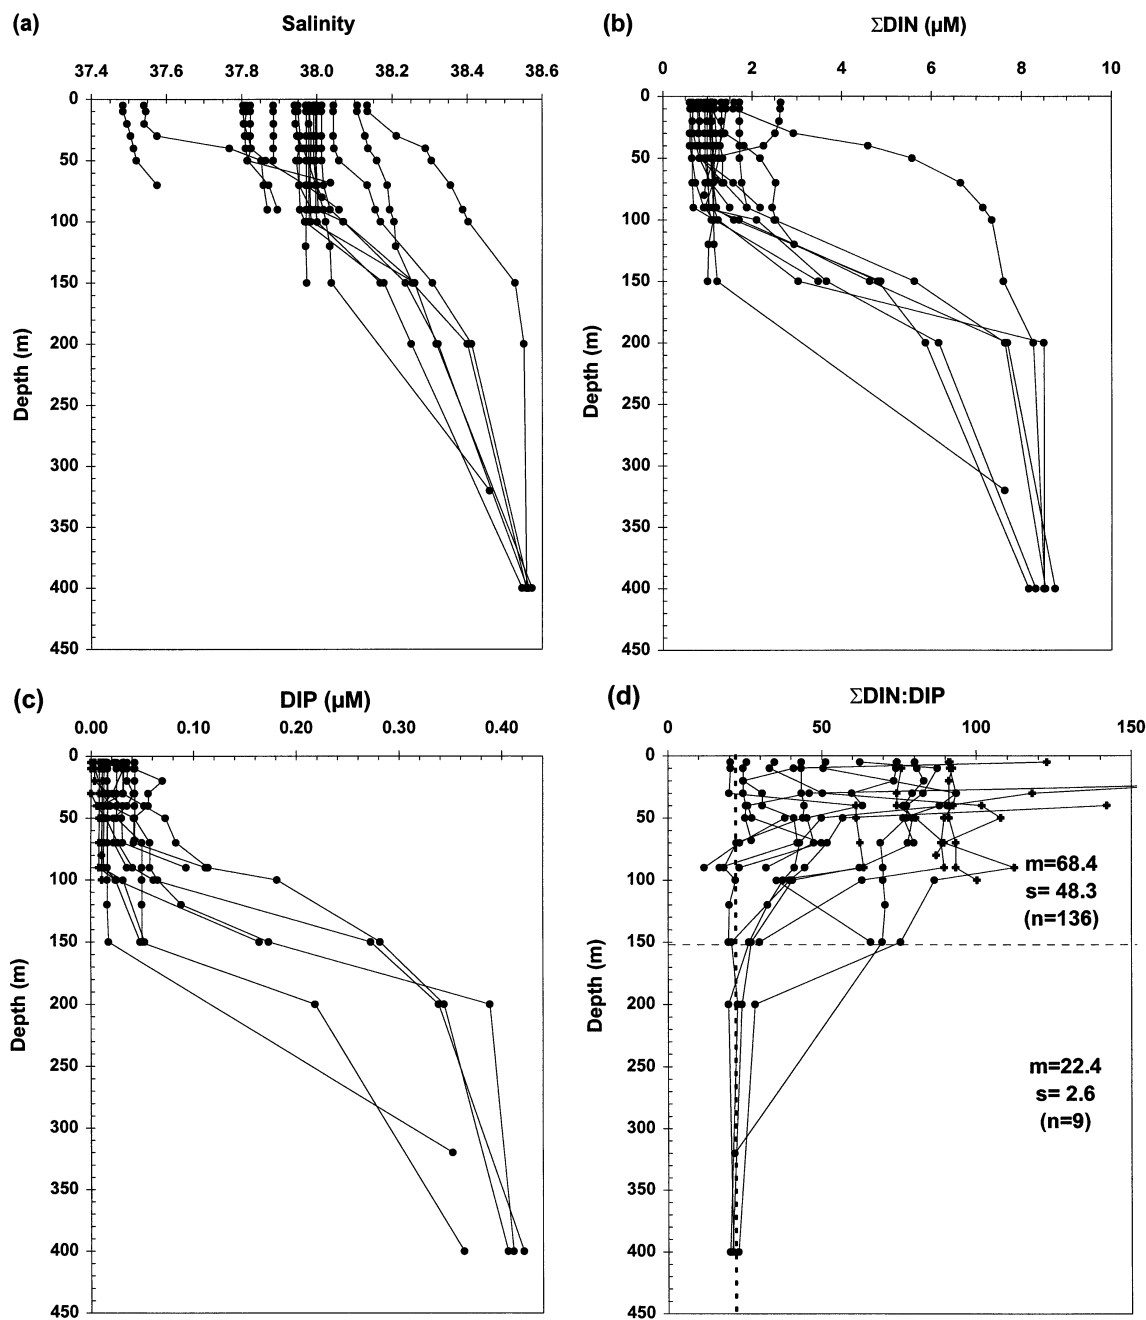 (a)
Salinity
37.4 37.6 37.8 38.0 38.2 38.4 38.6
0
50
100
150
200
250
300
350
400
450
Depth (m)
(b)
ΣDIN (µM)
0 2 4 6 8 10
0
50
100
150
200
250
300
350
400
450
Depth (m)
(c)
DIP (µM)
0.00 0.10 0.20 0.30 0.40
0
50
100
150
200
250
300
350
400
450
Depth (m)
(d)
ΣDIN:DIP
0 50 100 150
0
50
100
150
200
250
300
350
400
450
Depth (m)
m=68.4
s= 48.3
(n=136)
m=22.4
s= 2.6
(n=9)